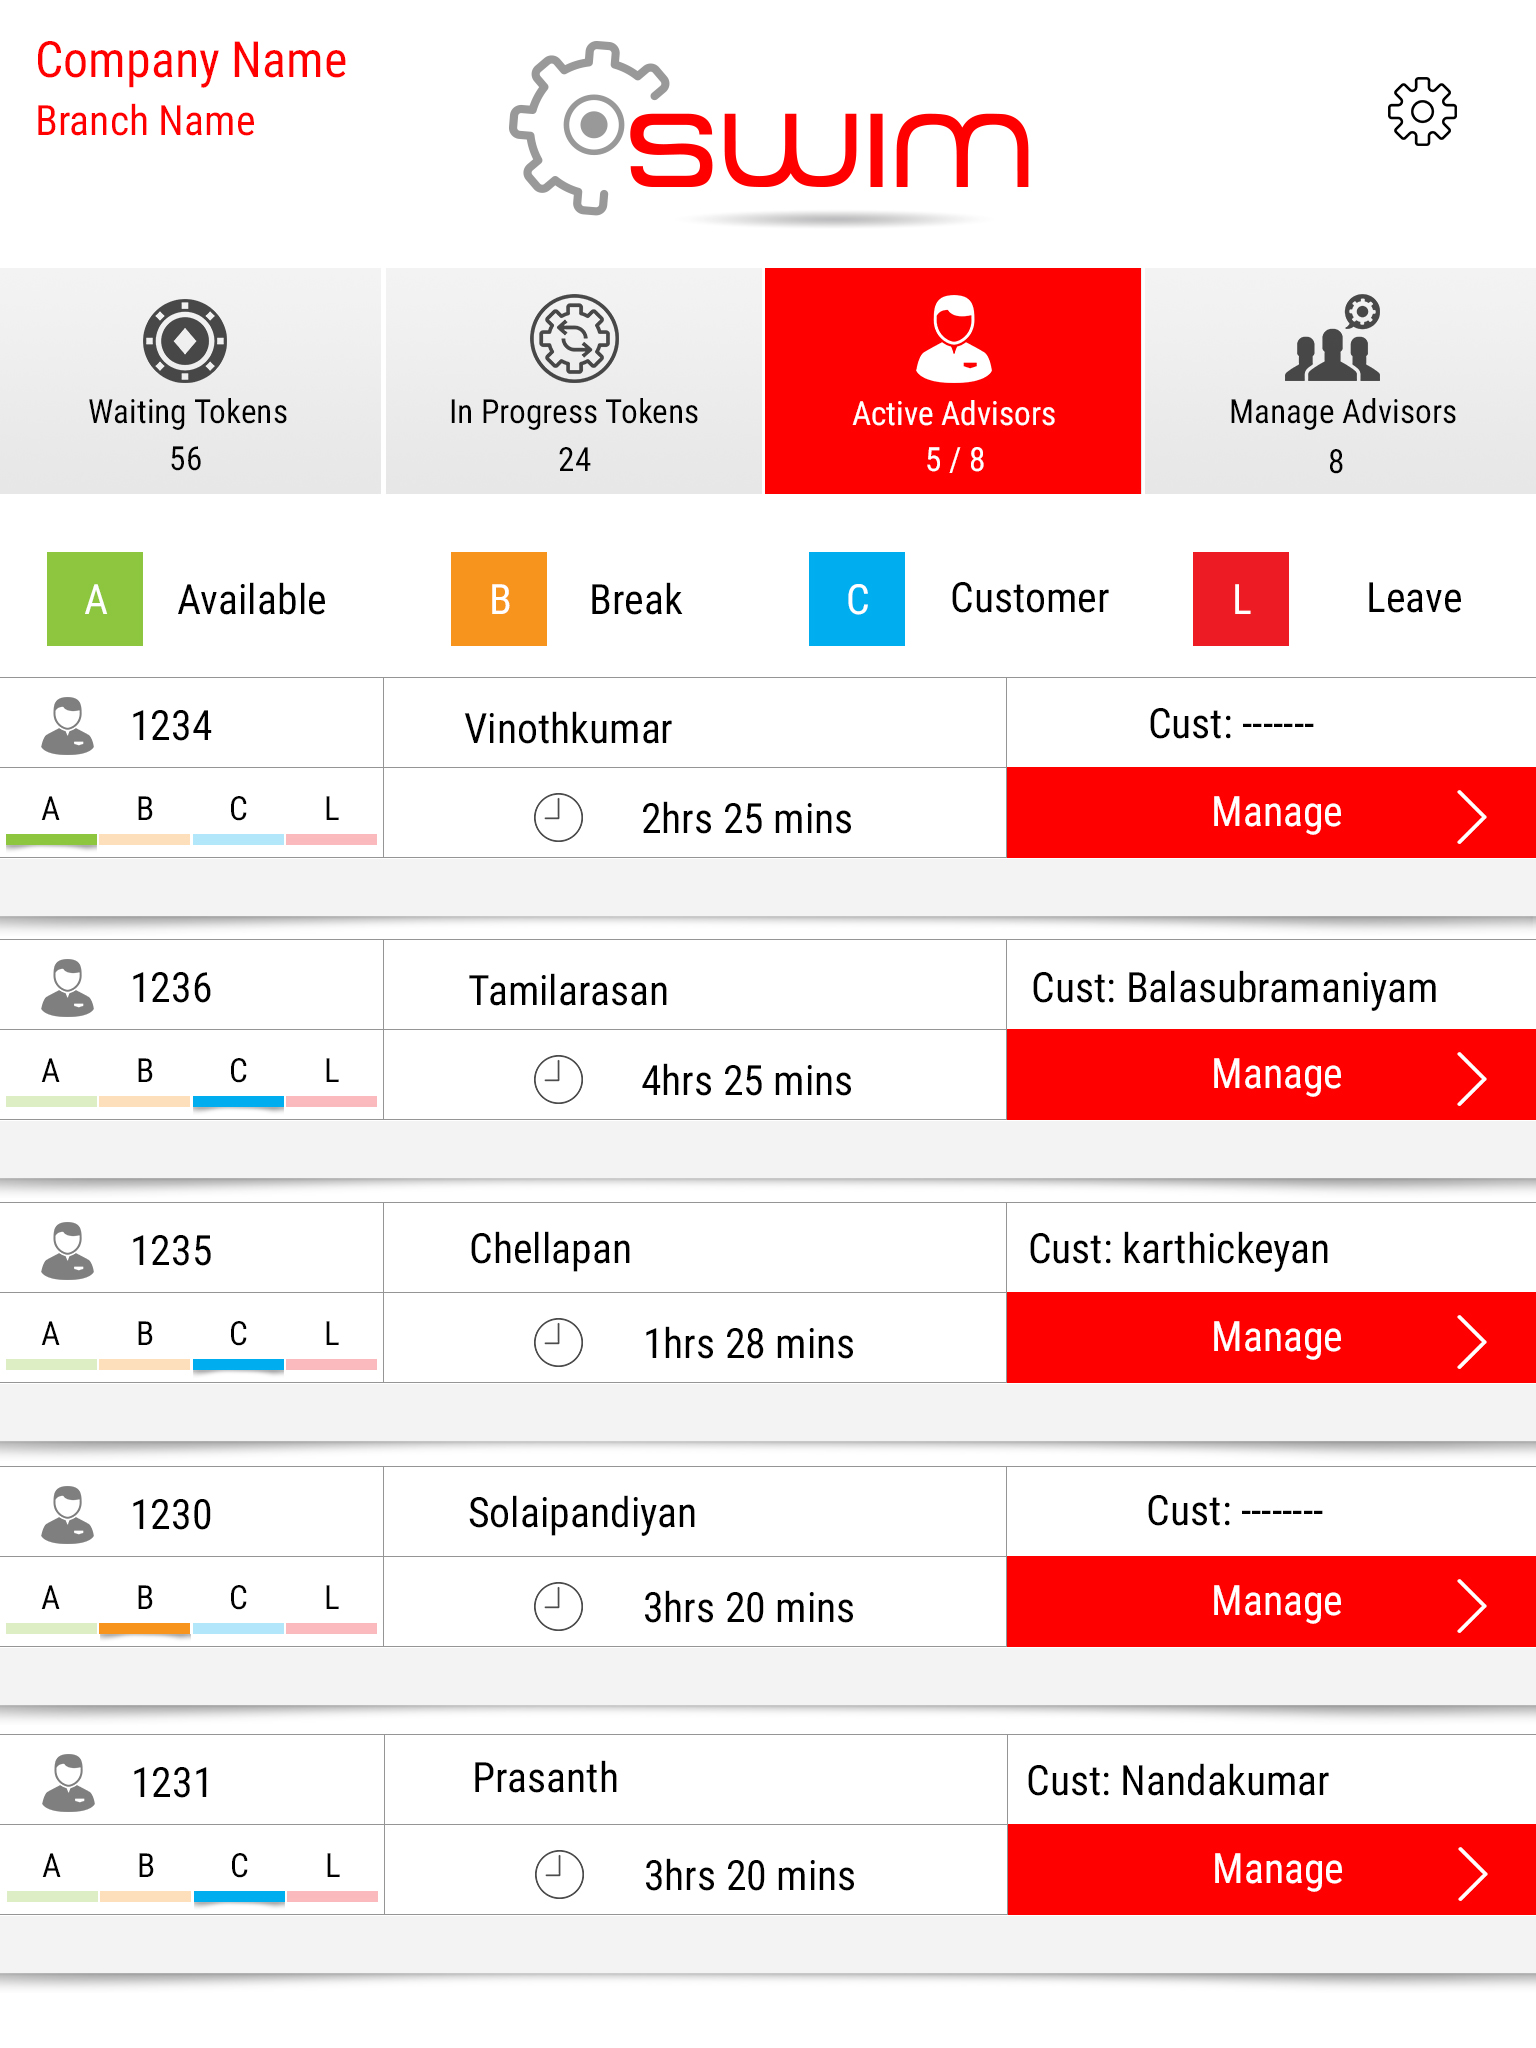 Company Name
Branch Name
swim
Waiting Tokens
56
In Progress Tokens
24
Active Advisors
5 / 8
Manage Advisors
8
A Available
B Break
C Customer
L Leave
1234
Vinothkumar
Cust: -------
A B C L
2hrs 25 mins
Manage
1236
Tamilarasan
Cust: Balasubramaniyam
A B C L
4hrs 25 mins
Manage
1235
Chellapan
Cust: karthickeyan
A B C L
1hrs 28 mins
Manage
1230
Solaipandiyan
Cust: --------
A B C L
3hrs 20 mins
Manage
1231
Prasanth
Cust: Nandakumar
A B C L
3hrs 20 mins
Manage